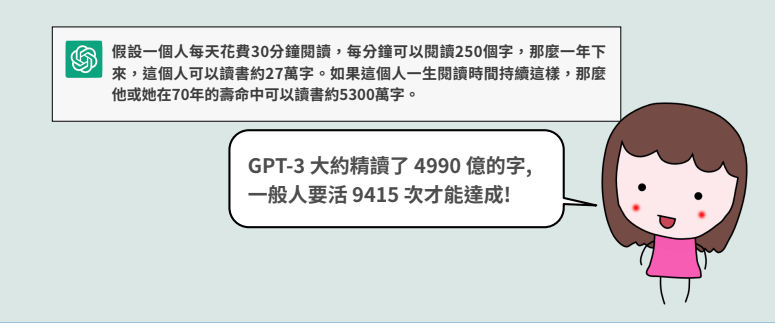 假設一個人每天花費30分鐘閱讀，每分鐘可以閱讀250個字，那麼一年下
來，這個人可以讀書約27萬字。如果這個人一生閱讀時間持續這樣，那麼
他或她在70年的壽命中可以讀書約5300萬字。
GPT-3 大約精讀了 4990 億的字,
一般人要活 9415 次才能達成!